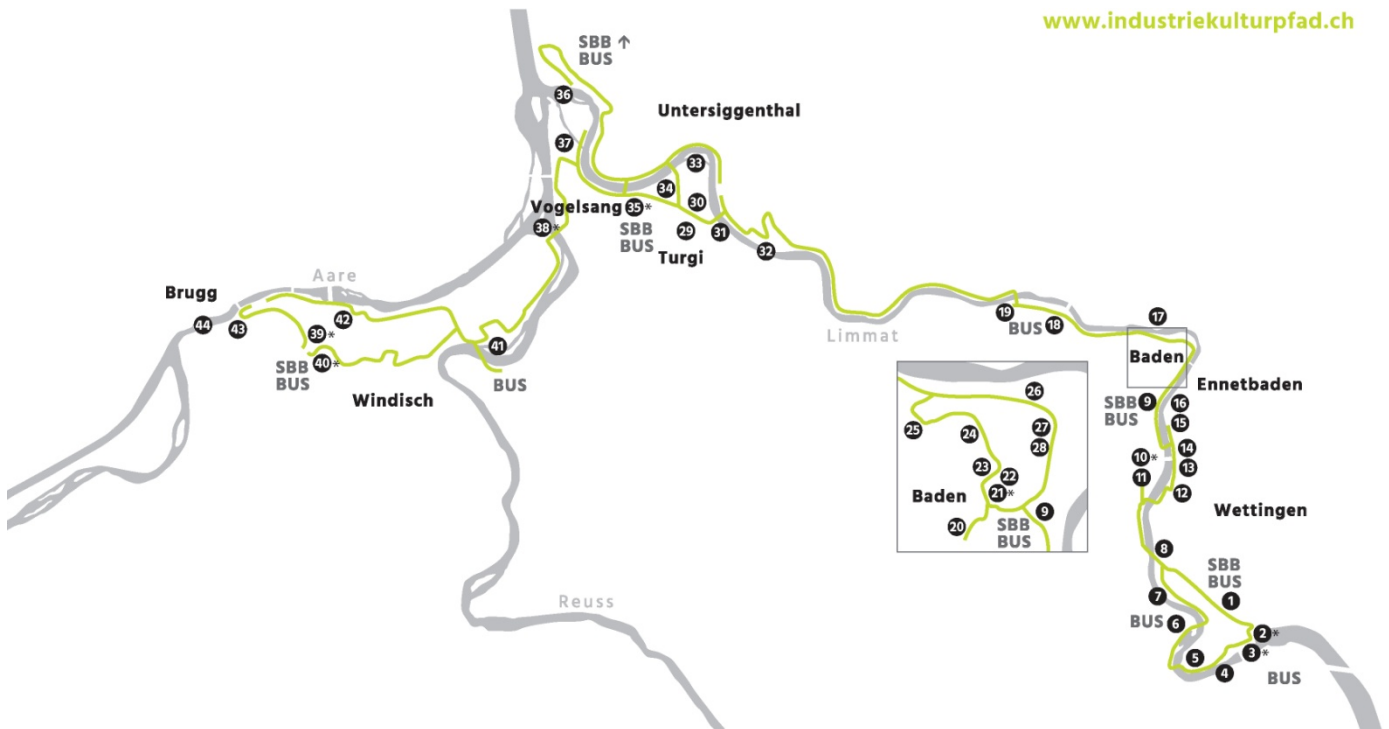 www.industriekulturpfad.ch
SBB ↑
BUS
36
Untersiggenthal
37
33
34
30
Vogelsang
35*
38*
SBB
BUS
29
31
Turgi
32
Aare
Brugg
44
43
42
39*
SBB
BUS
40*
41
BUS
Windisch
Limmat
19
BUS
18
17
Baden
Ennetbaden
SBB
BUS
9
16
15
10*
14
13
11
12
Wettingen
26
25
24
27
28
23
22
Baden
21*
20
9
SBB
BUS
8
SBB
BUS
7
1
BUS
6
2*
3*
5
4
BUS
Reuss